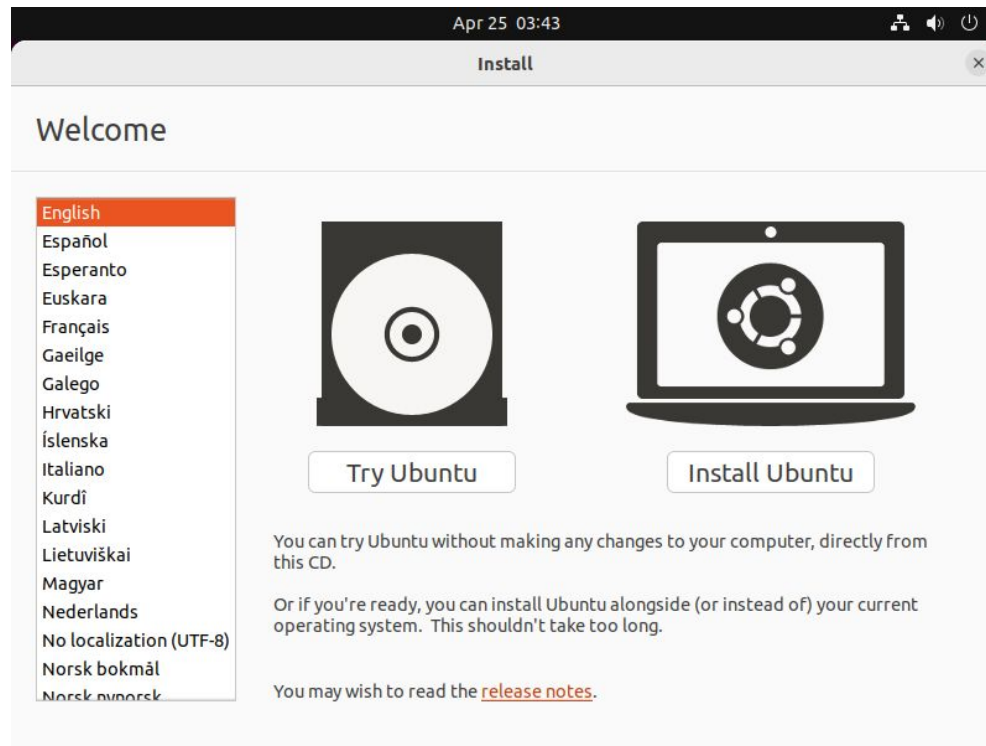 Apr 25 03:43
Install
Welcome
English
Español
Esperanto
Euskara
Français
Gaeilge
Galego
Hrvatski
Íslenska
Italiano
Kurdî
Latviski
Lietuviškai
Magyar
Nederlands
No localization (UTF-8)
Norsk bokmål
Norsk nynorsk
Try Ubuntu
Install Ubuntu
You can try Ubuntu without making any changes to your computer, directly from
this CD.
Or if you're ready, you can install Ubuntu alongside (or instead of) your current
operating system. This shouldn't take too long.
You may wish to read the release notes.